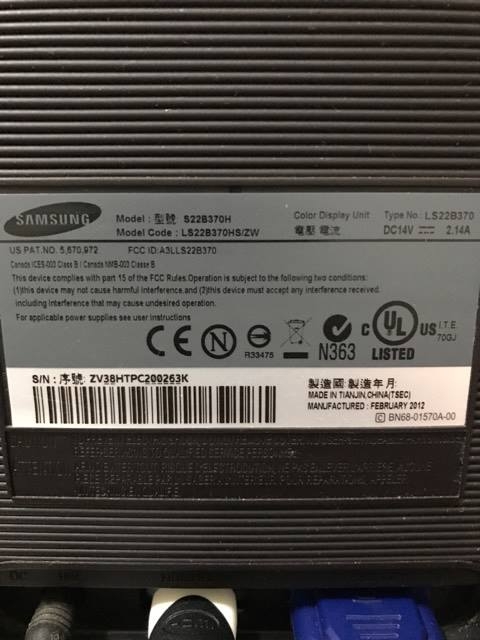 SAMSUNG
Model : 型號 S22B370H
Model Code : LS22B370HS/ZW
Color Display Unit
Type No.: LS22B370
電壓 電流 DC14V ⎓ 2.14A
US PAT.NO. 5,670,972 FCC ID:A3LLS22B370
Canada ICES-003 Class B / Canada NMB-003 Classe B
This device complies with part 15 of the FCC Rules.Operation is subject to the following two conditions:
(1)this device may not cause harmful interference,and (2)this device must accept any interference received,
including Interference that may cause undesired operation.
For applicable power supplies see user instructions
CE CE N R33475 N363 C UL US LISTED I.T.E. 70GJ
S/N : 序號: ZV38HTPC200263K
製造國 製造年月
MADE IN TIANJIN,CHINA(TSEC)
MANUFACTURED : FEBRUARY 2012
Ⓒ BN68-01570A-00
HDMI